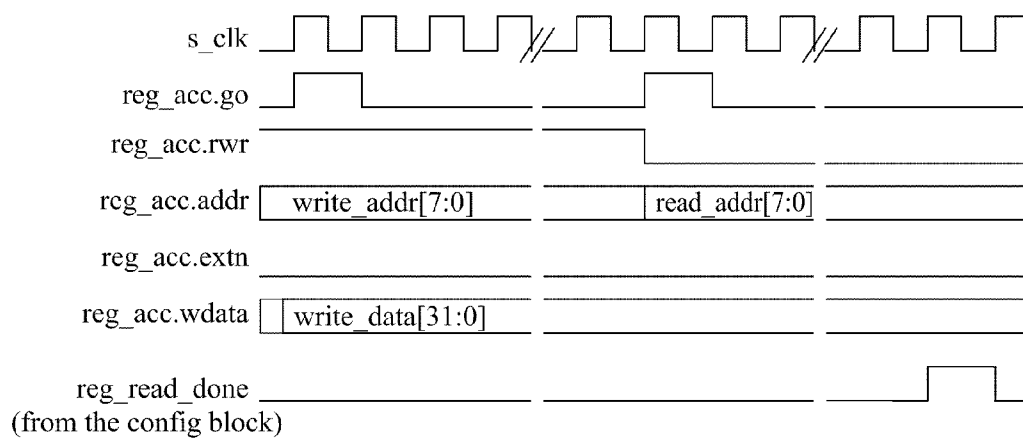 s_clk
reg_acc.go
reg_acc.rwr
rcg_acc.addr write_addr[7:0] read_addr[7:0]
reg_acc.extn
reg_acc.wdata write_data[31:0]
reg_read_done
(from the config block)